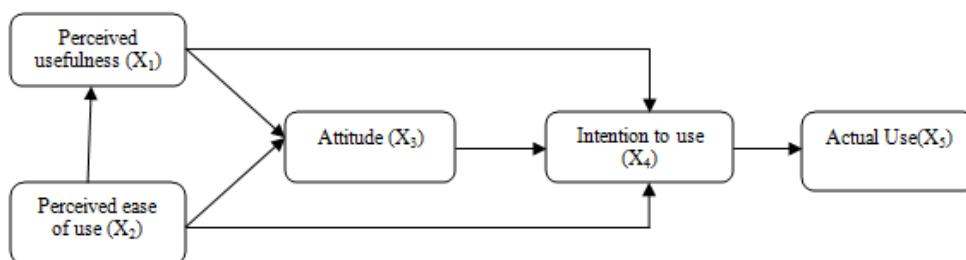 Perceived
usefulness (X₁)
Attitude (X₃)
Intention to use
(X₄)
Actual Use(X₅)
Perceived ease
of use (X₂)